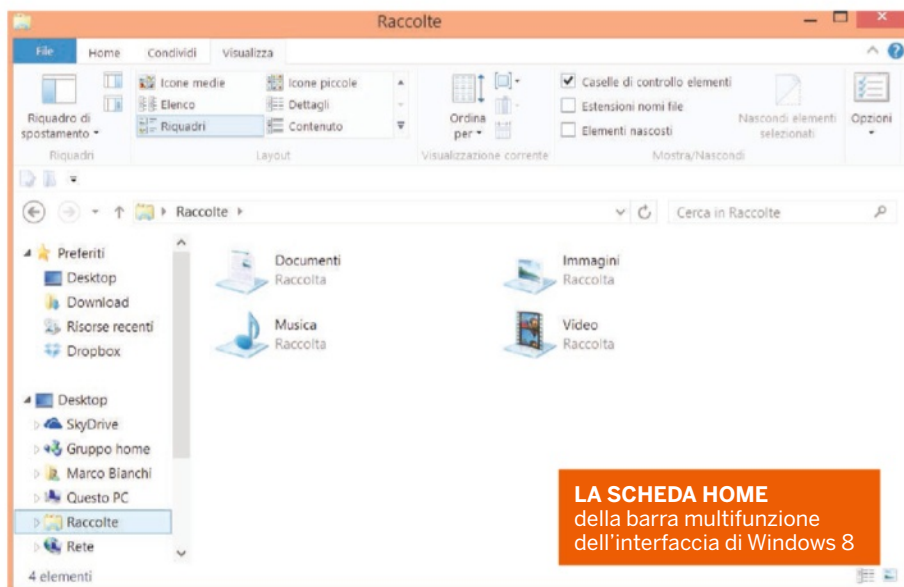 Raccolte
File Home Condividi Visualizza
Riquadro di spostamento
Icone medie Icone piccole
Elenco Dettagli
Riquadri Contenuto
Ordina per
Caselle di controllo elementi
Estensioni nomi file
Elementi nascosti
Nascondi elementi selezionati
Opzioni
Riquadri Layout Visualizzazione corrente Mostra/Nascondi
Raccolte Cerca in Raccolte
Preferiti
Desktop
Download
Risorse recenti
Dropbox
Desktop
SkyDrive
Gruppo home
Marco Bianchi
Questo PC
Raccolte
Rete
Documenti
Raccolta
Immagini
Raccolta
Musica
Raccolta
Video
Raccolta
LA SCHEDA HOME
della barra multifunzione
dell'interfaccia di Windows 8
4 elementi